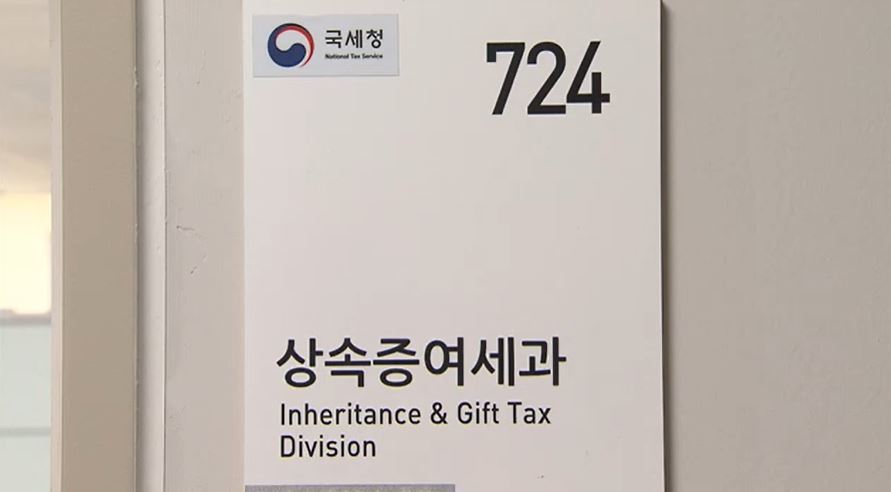 국세청
National Tax Service
724
상속증여세과
Inheritance & Gift Tax
Division